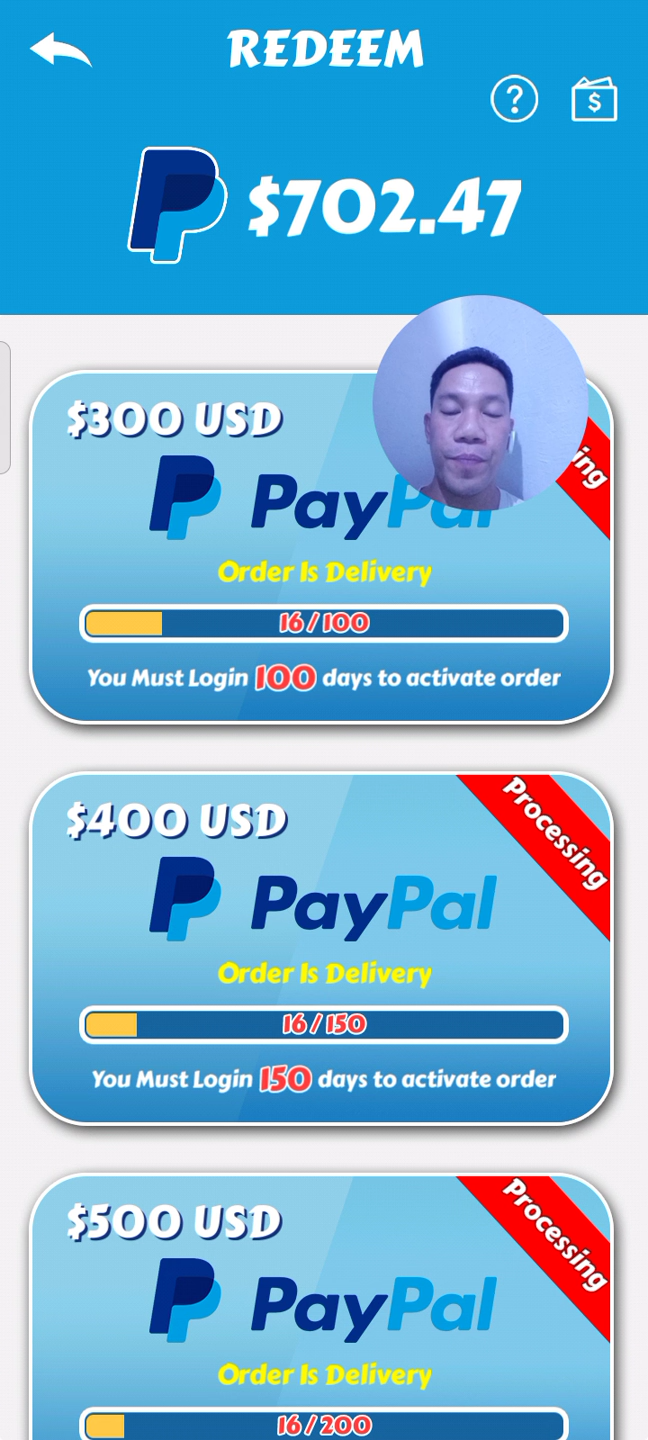 REDEEM
?
$
$702.47
$300 USD
ing
PayPal
Order Is Delivery
16/100
You Must Login 100 days to activate order
$400 USD
Processing
PayPal
Order Is Delivery
16/150
You Must Login 150 days to activate order
$500 USD
Processing
PayPal
Order Is Delivery
16/200